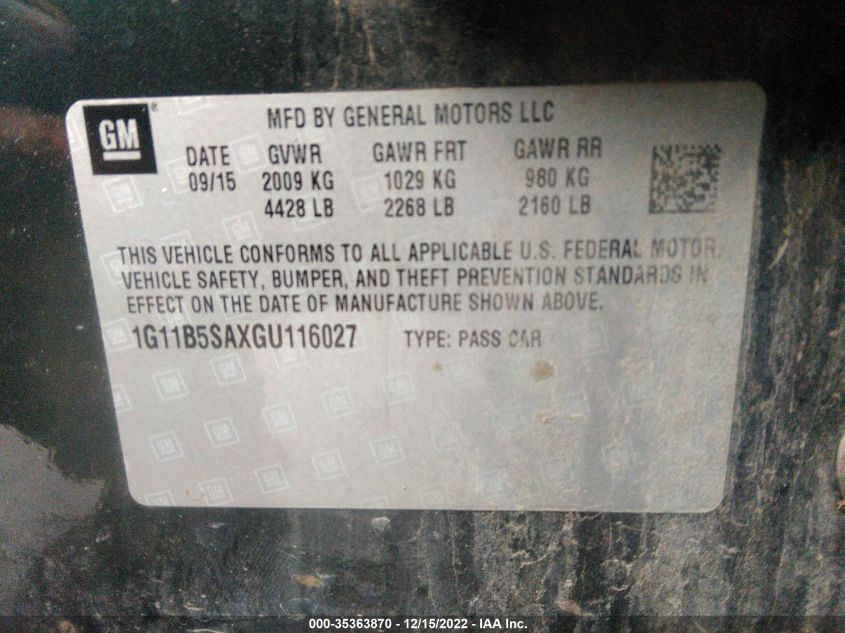 GM®
MFD BY GENERAL MOTORS LLC
DATE GVWR GAWR FRT GAWR RR
09/15 2009 KG 1029 KG 980 KG
4428 LB 2268 LB 2160 LB
THIS VEHICLE CONFORMS TO ALL APPLICABLE U.S. FEDERAL MOTOR
VEHICLE SAFETY, BUMPER, AND THEFT PREVENTION STANDARDS IN
EFFECT ON THE DATE OF MANUFACTURE SHOWN ABOVE.
1G11B5SAXGU116027 TYPE: PASS CAR
000-35363870 - 12/15/2022 - IAA Inc.